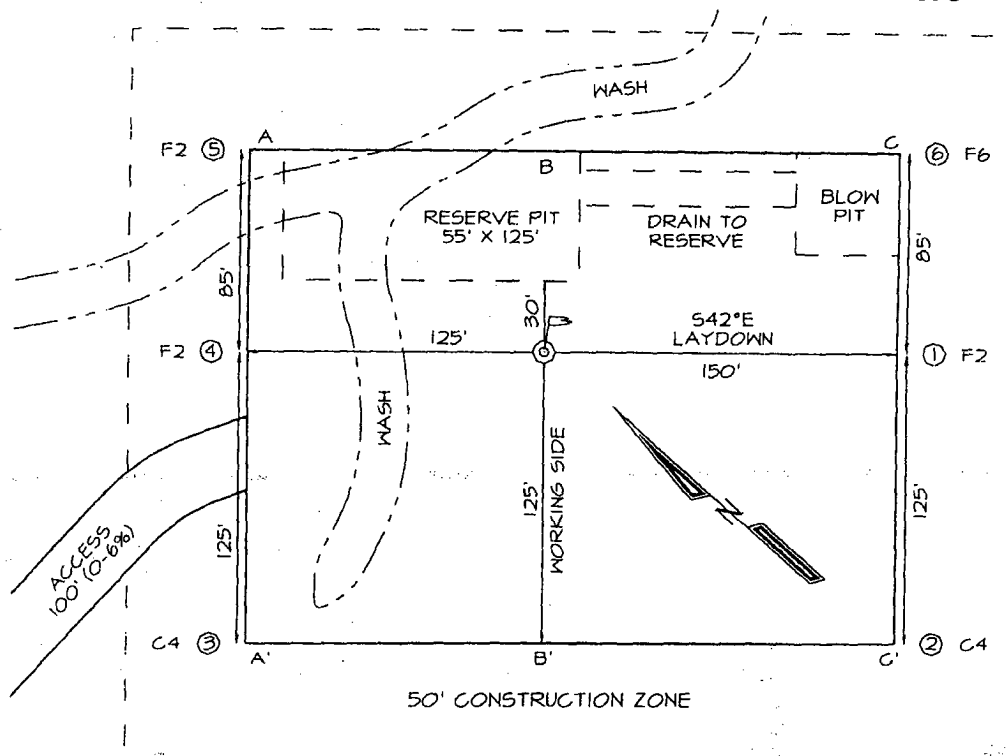 WASH
A
F2 ⑤
B
C
⑥ F6
RESERVE PIT
55' X 125'
DRAIN TO
RESERVE
BLOW
PIT
85'
85'
30'
S42°E
LAYDOWN
F2 ④
125'
150'
① F2
WASH
WORKING SIDE
125'
N
125'
125'
ACCESS
100' (0-6%)
C4 ③
A'
B'
C'
② C4
50' CONSTRUCTION ZONE